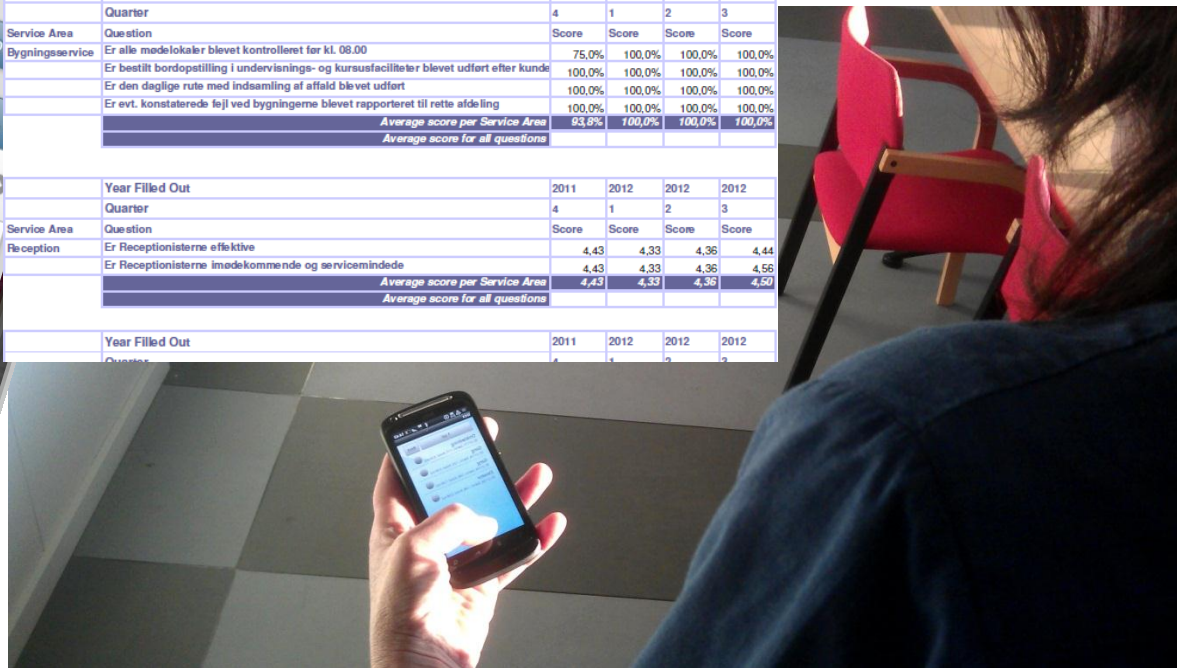 Quarter 4 1 2 3
Service Area Question Score Score Score Score
Bygningsservice Er alle mødelokaler blevet kontrolleret før kl. 08.00 75,0% 100,0% 100,0% 100,0%
Er bestilt bordopstilling i undervisnings- og kursusfaciliteter blevet udført efter kunde 100,0% 100,0% 100,0% 100,0%
Er den daglige rute med indsamling af affald blevet udført 100,0% 100,0% 100,0% 100,0%
Er evt. konstaterede fejl ved bygningerne blevet rapporteret til rette afdeling 100,0% 100,0% 100,0% 100,0%
Average score per Service Area 93,8% 100,0% 100,0% 100,0%
Average score for all questions
Year Filled Out 2011 2012 2012 2012
Quarter 4 1 2 3
Service Area Question Score Score Score Score
Reception Er Receptionisterne effektive 4,43 4,33 4,36 4,44
Er Receptionisterne imødekommende og servicemindede 4,43 4,33 4,36 4,56
Average score per Service Area 4,43 4,33 4,36 4,50
Average score for all questions
Year Filled Out 2011 2012 2012 2012
Quarter 4 1 2 3